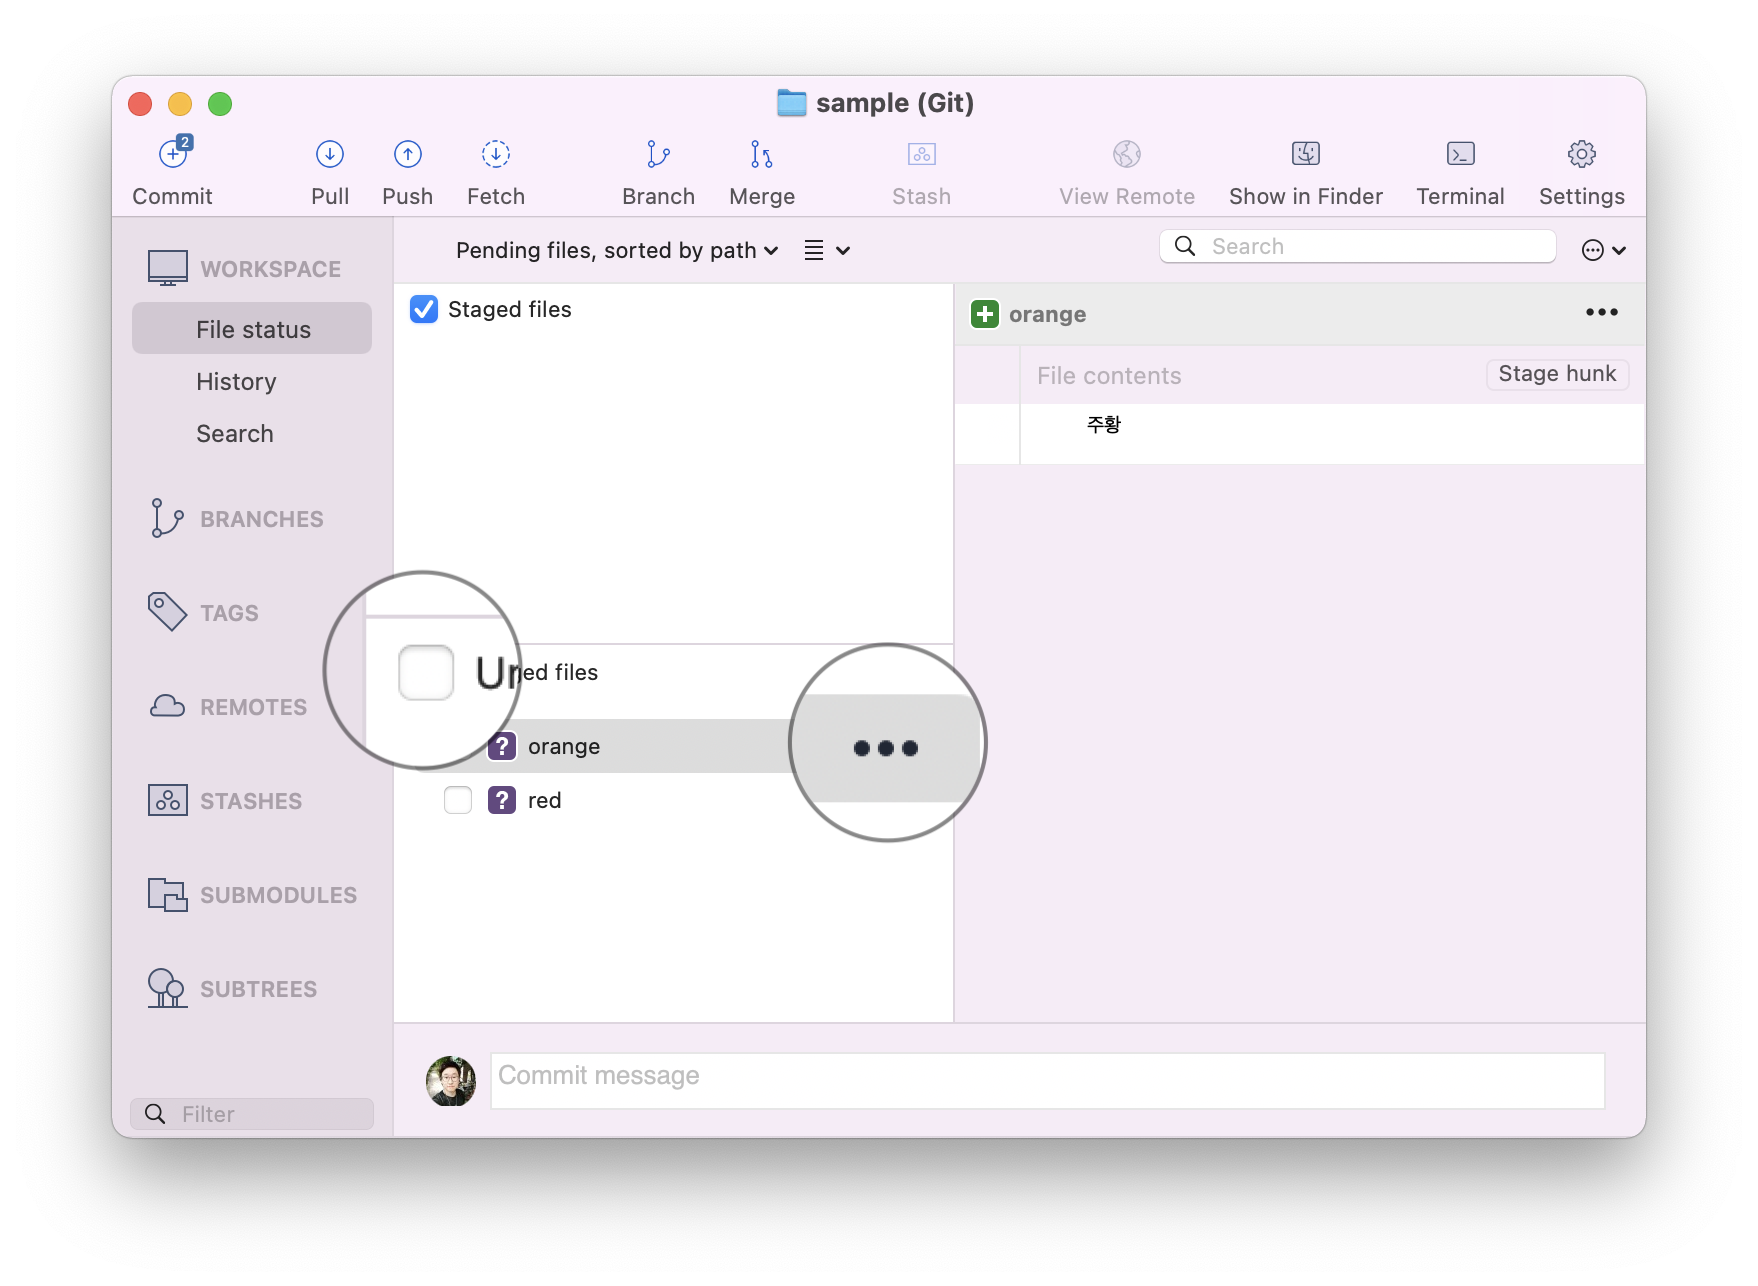 sample (Git)
2
Commit
Pull
Push
Fetch
Branch
Merge
Stash
View Remote
Show in Finder
Terminal
Settings
WORKSPACE
File status
History
Search
BRANCHES
TAGS
REMOTES
STASHES
SUBMODULES
SUBTREES
Filter
Pending files, sorted by path
Search
Staged files
ed files
? orange
? red
orange
File contents
Stage hunk
주황
Commit message